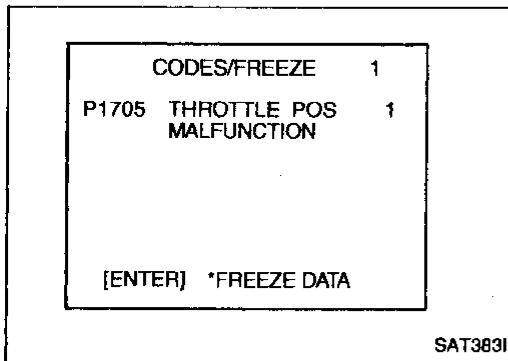 CODES/FREEZE 1
P1705 THROTTLE POS 1
MALFUNCTION
[ENTER] *FREEZE DATA
SAT383I